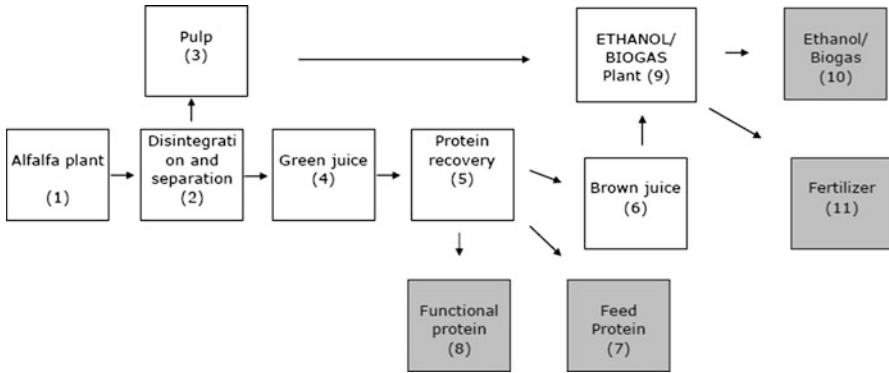 Pulp
(3)
ETHANOL/
BIOGAS
Plant (9)
Ethanol/
Biogas
(10)
Alfalfa plant
(1)
Disintegrati
on and
separation
(2)
Green juice
(4)
Protein
recovery
(5)
Brown juice
(6)
Fertilizer
(11)
Functional
protein
(8)
Feed
Protein
(7)